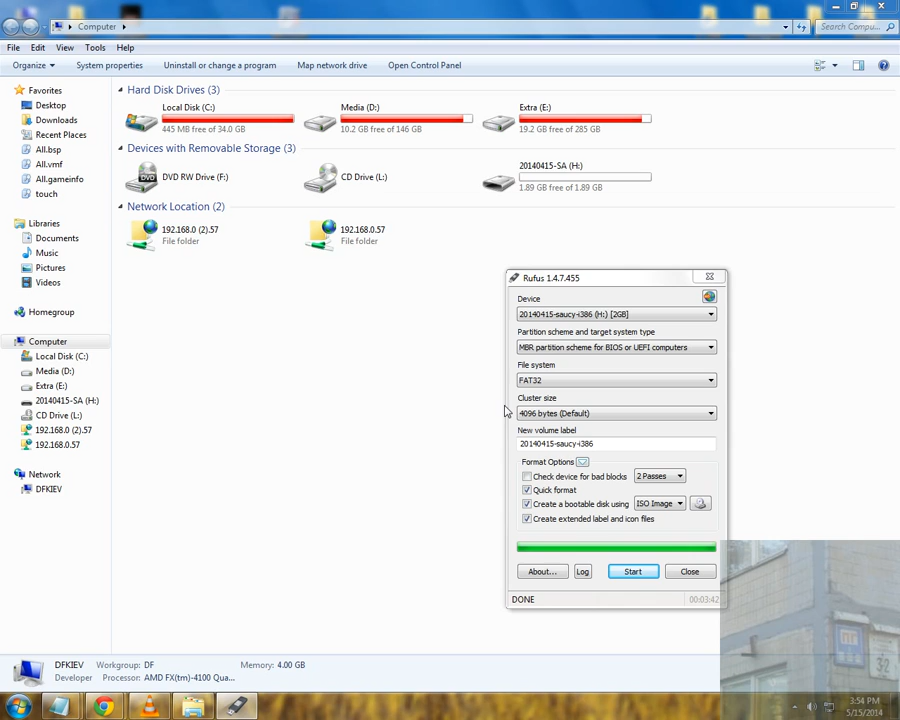 Computer
Search Compu...
File Edit View Tools Help
Organize System properties Uninstall or change a program Map network drive Open Control Panel
Favorites
Desktop
Downloads
Recent Places
All.bsp
All.vmf
All.gameinfo
touch
Libraries
Documents
Music
Pictures
Videos
Homegroup
Computer
Local Disk (C:)
Media (D:)
Extra (E:)
20140415-SA (H:)
CD Drive (L:)
192.168.0 (2).57
192.168.0.57
Network
DFKIEV
Hard Disk Drives (3)
Local Disk (C:)
445 MB free of 34.0 GB
Media (D:)
10.2 GB free of 146 GB
Extra (E:)
19.2 GB free of 285 GB
Devices with Removable Storage (3)
DVD RW Drive (F:)
CD Drive (L:)
20140415-SA (H:)
1.89 GB free of 1.89 GB
Network Location (2)
192.168.0 (2).57
File folder
192.168.0.57
File folder
Rufus 1.4.7.455
Device
20140415-saucy-i386 (H:) [2GB]
Partition scheme and target system type
MBR partition scheme for BIOS or UEFI computers
File system
FAT32
Cluster size
4096 bytes (Default)
New volume label
20140415-saucy-i386
Format Options
Check device for bad blocks 2 Passes
Quick format
Create a bootable disk using ISO Image
Create extended label and icon files
About... Log Start Close
DONE 00:03:42
DFKIEV Workgroup: DF Memory: 4.00 GB
Developer Processor: AMD FX(tm)-4100 Qua...
32
3:54 PM
5/15/2014